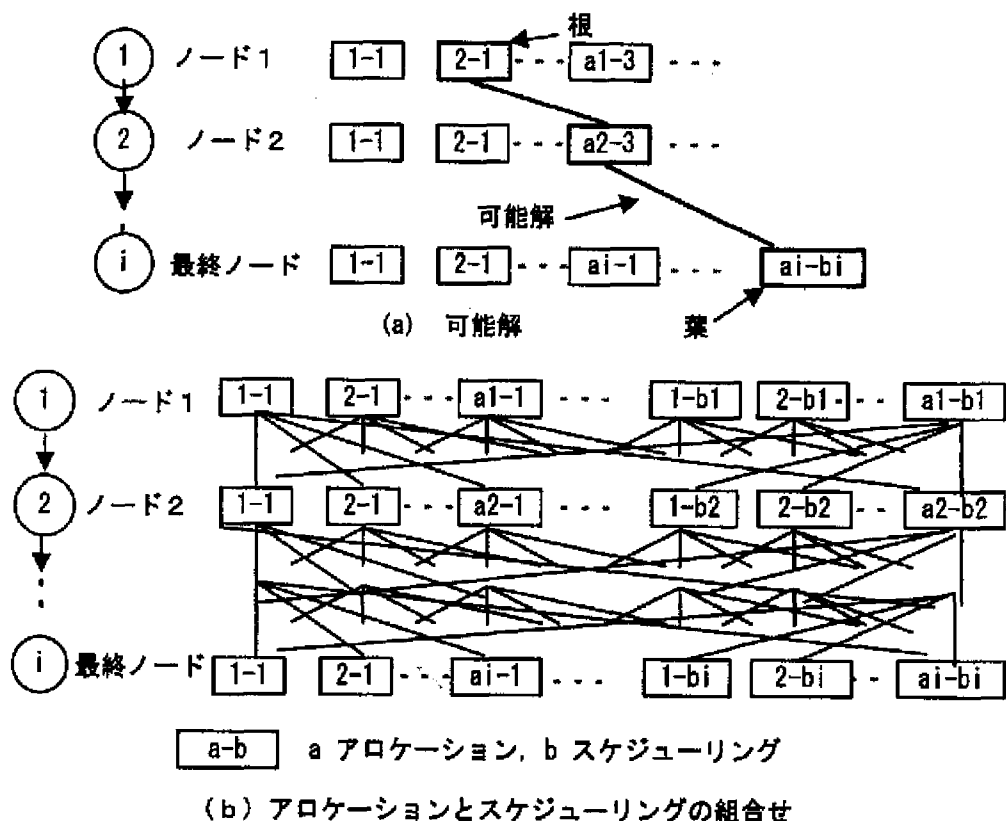 根
1 ノード1 1-1 2-1 --- a1-3 ---
2 ノード2 1-1 2-1 --- a2-3 ---
可能解
i 最終ノード 1-1 2-1 --- ai-1 --- ai-bi
(a) 可能解 葉
1 ノード1 1-1 2-1 --- a1-1 --- 1-b1 2-b1 -- a1-b1
2 ノード2 1-1 2-1 --- a2-1 --- 1-b2 2-b2 -- a2-b2
i 最終ノード 1-1 2-1 --- ai-1 --- 1-bi 2-bi -- ai-bi
a-b a アロケーション, b スケジューリング
(b) アロケーションとスケジューリングの組合せ